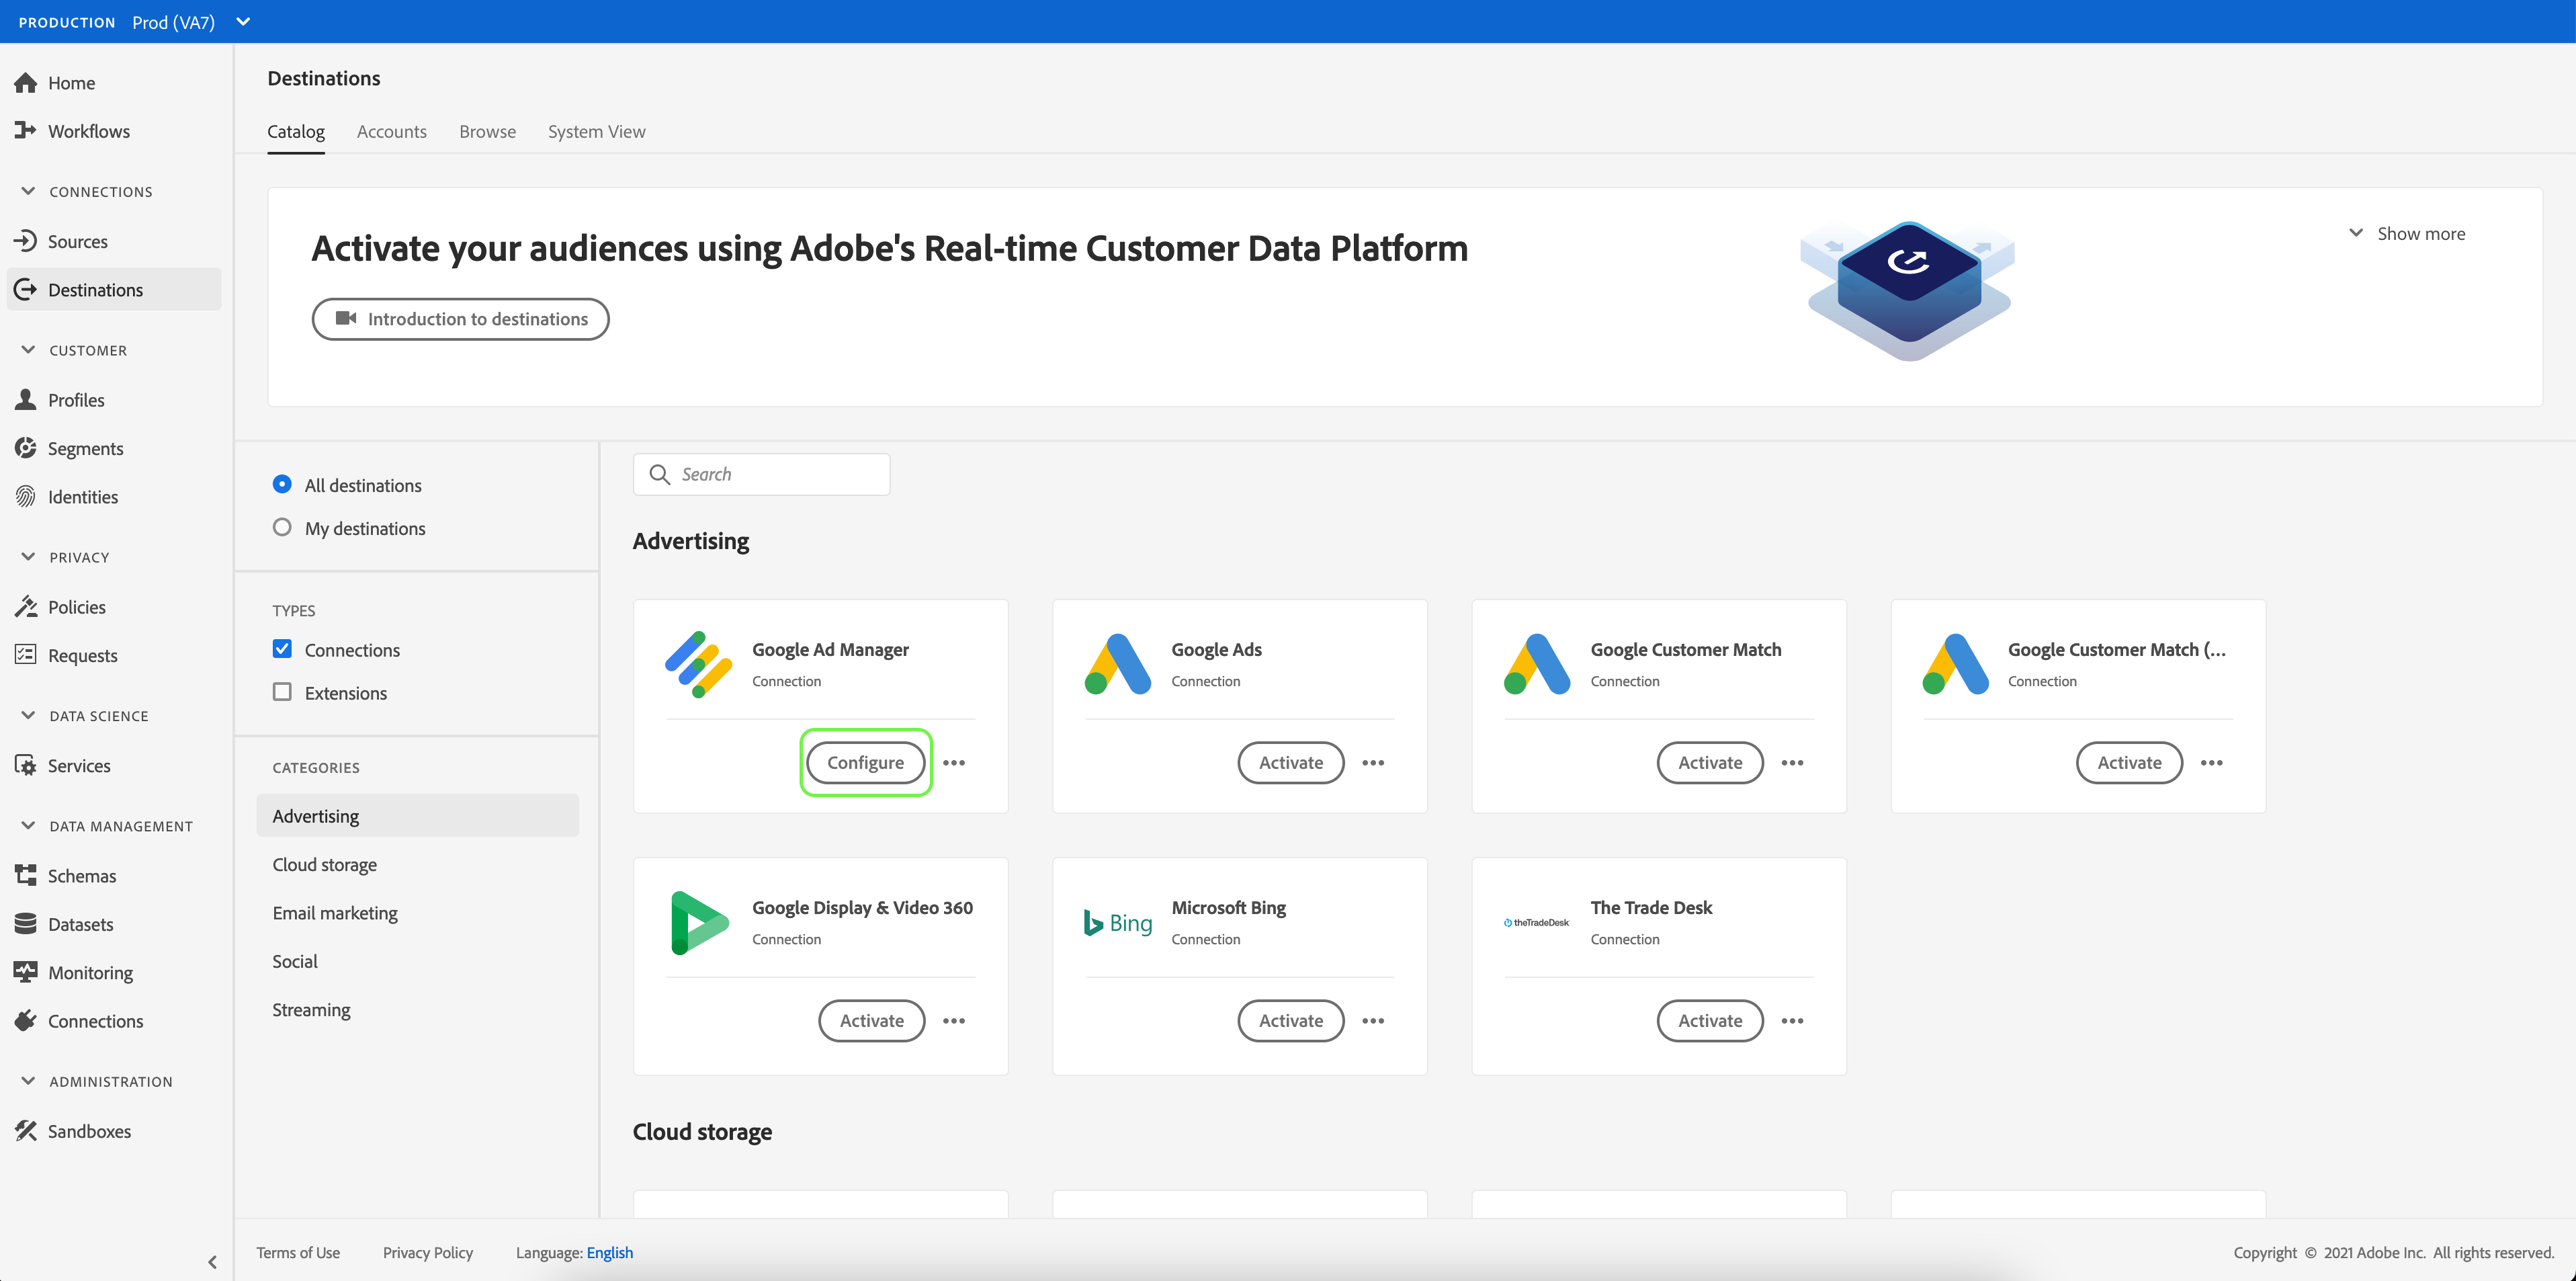 PRODUCTION Prod (VA7)
Home
Workflows
CONNECTIONS
Sources
Destinations
CUSTOMER
Profiles
Segments
Identities
PRIVACY
Policies
Requests
DATA SCIENCE
Services
DATA MANAGEMENT
Schemas
Datasets
Monitoring
Connections
ADMINISTRATION
Sandboxes
Destinations
Catalog Accounts Browse System View
Activate your audiences using Adobe's Real-time Customer Data Platform
Show more
Introduction to destinations
All destinations
My destinations
TYPES
Connections
Extensions
CATEGORIES
Advertising
Cloud storage
Email marketing
Social
Streaming
Search
Advertising
Google Ad Manager
Connection
Configure
Google Ads
Connection
Activate
Google Customer Match
Connection
Activate
Google Customer Match (...
Connection
Activate
Google Display & Video 360
Connection
Activate
Bing
Microsoft Bing
Connection
Activate
theTradeDesk
The Trade Desk
Connection
Activate
Cloud storage
Terms of Use Privacy Policy Language: English
Copyright © 2021 Adobe Inc. All rights reserved.